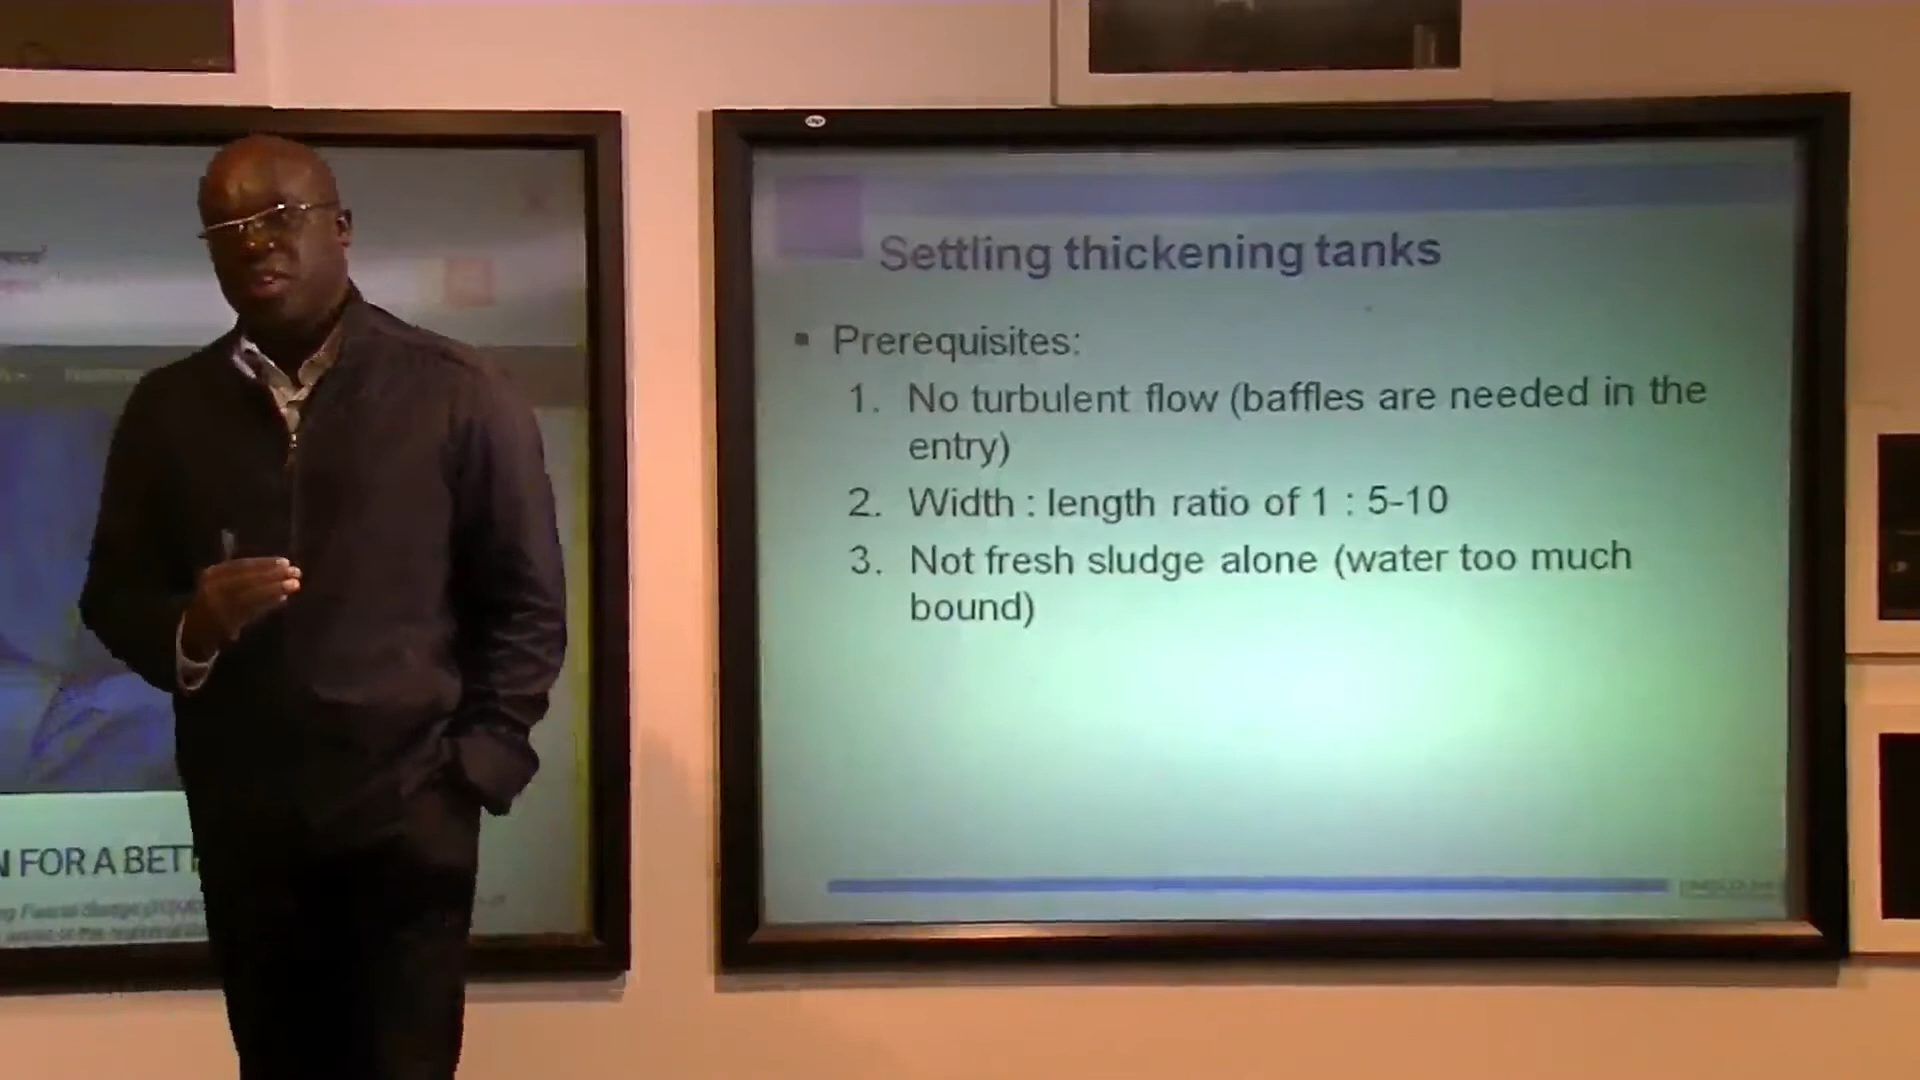 Settling thickening tanks
▪ Prerequisites:
1. No turbulent flow (baffles are needed in the
entry)
2. Width : length ratio of 1 : 5-10
3. Not fresh sludge alone (water too much
bound)
N FOR A BETT